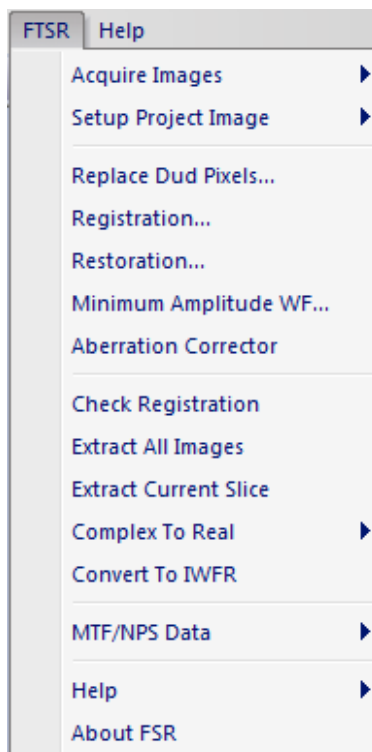 FTSR Help
Acquire Images
Setup Project Image
Replace Dud Pixels...
Registration...
Restoration...
Minimum Amplitude WF...
Aberration Corrector
Check Registration
Extract All Images
Extract Current Slice
Complex To Real
Convert To IWFR
MTF/NPS Data
Help
About FSR